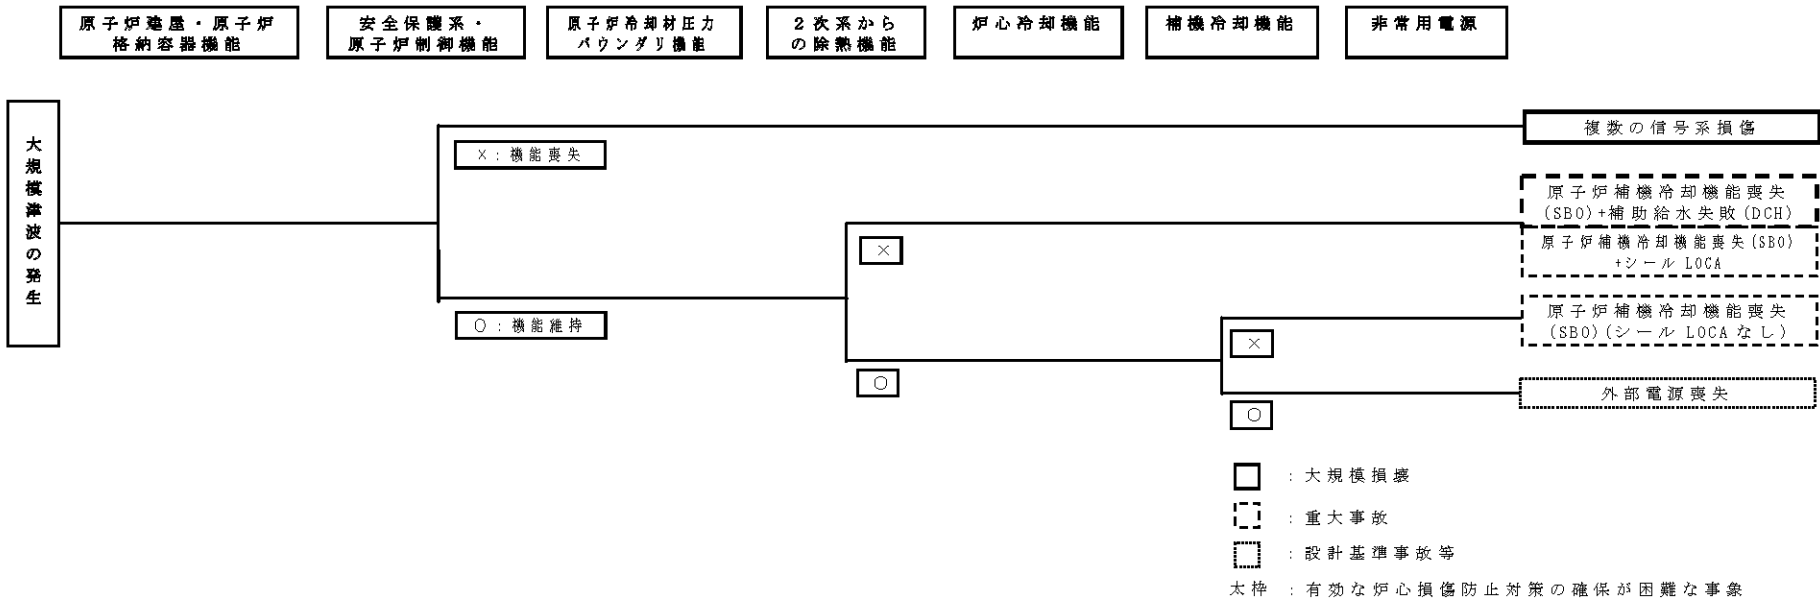 原子炉建屋・原子炉
格納容器機能
安全保護系・
原子炉制御機能
原子炉冷却材圧力
バウンダリ機能
2次系から
の除熱機能
炉心冷却機能
補機冷却機能
非常用電源
大規模津波の発生
×：機能喪失
○：機能維持
×
○
×
○
複数の信号系損傷
原子炉補機冷却機能喪失
(SBO)+補助給水失敗(DCH)
原子炉補機冷却機能喪失(SBO)
+シール LOCA
原子炉補機冷却機能喪失
(SBO)(シール LOCA なし)
外部電源喪失
：大規模損壊
：重大事故
：設計基準事故等
太枠 ：有効な炉心損傷防止対策の確保が困難な事象